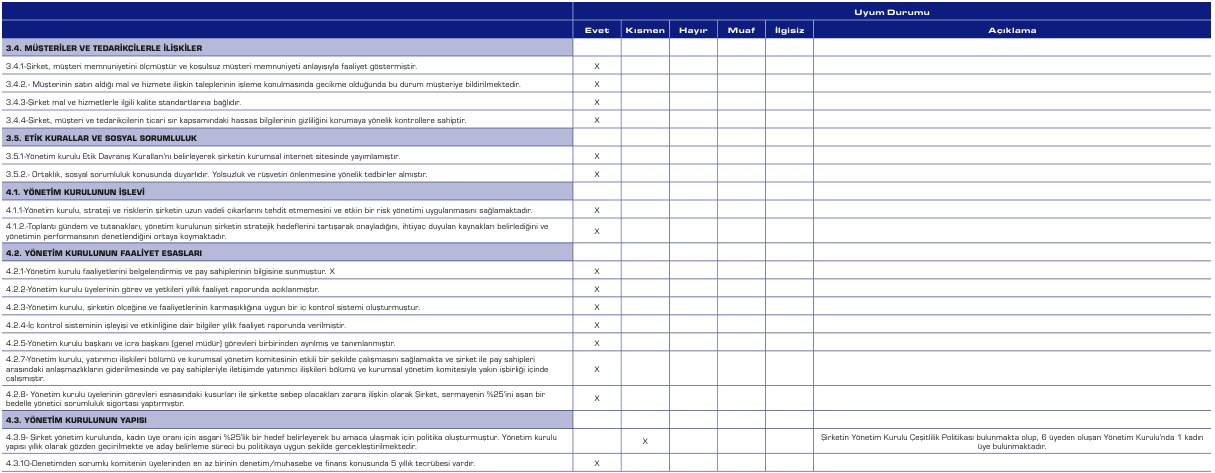 Uyum Durumu
Evet Kısmen Hayır Muaf İlgisiz Açıklama
3.4. MÜŞTERİLER VE TEDARİKÇİLERLE İLİŞKİLER
3.4.1-Şirket, müşteri memnuniyetini ölçmüştür ve koşulsuz müşteri memnuniyeti anlayışıyla faaliyet göstermiştir. X
3.4.2.- Müşterinin satın aldığı mal ve hizmete ilişkin taleplerinin işleme konulmasında gecikme olduğunda bu durum müşteriye bildirilmektedir. X
3.4.3-Şirket mal ve hizmetlerle ilgili kalite standartlarına bağlıdır. X
3.4.4-Şirket, müşteri ve tedarikçilerin ticari sır kapsamındaki hassas bilgilerinin gizliliğini korumaya yönelik kontrollere sahiptir. X
3.5. ETİK KURALLAR VE SOSYAL SORUMLULUK
3.5.1-Yönetim kurulu Etik Davranış Kuralları'nı belirleyerek şirketin kurumsal internet sitesinde yayımlamıştır. X
3.5.2.- Ortaklık, sosyal sorumluluk konusunda duyarlıdır. Yolsuzluk ve rüşvetin önlenmesine yönelik tedbirler almıştır. X
4.1. YÖNETİM KURULUNUN İŞLEVİ
4.1.1-Yönetim kurulu, strateji ve risklerin şirketin uzun vadeli çıkarlarını tehdit etmemesini ve etkin bir risk yönetimi uygulanmasını sağlamaktadır. X
4.1.2.-Toplantı gündem ve tutanakları, yönetim kurulunun şirketin stratejik hedeflerini tartışarak onayladığını, ihtiyaç duyulan kaynakları belirlediğini ve
yönetimin performansının denetlendiğini ortaya koymaktadır. X
4.2. YÖNETİM KURULUNUN FAALİYET ESASLARI
4.2.1-Yönetim kurulu faaliyetlerini belgelendirmiş ve pay sahiplerinin bilgisine sunmuştur. X X
4.2.2-Yönetim kurulu üyelerinin görev ve yetkileri yıllık faaliyet raporunda açıklanmıştır. X
4.2.3-Yönetim kurulu, şirketin ölçeğine ve faaliyetlerinin karmaşıklığına uygun bir iç kontrol sistemi oluşturmuştur. X
4.2.4-İç kontrol sisteminin işleyişi ve etkinliğine dair bilgiler yıllık faaliyet raporunda verilmiştir. X
4.2.5-Yönetim kurulu başkanı ve icra başkanı (genel müdür) görevleri birbirinden ayrılmış ve tanımlanmıştır. X
4.2.7-Yönetim kurulu, yatırımcı ilişkileri bölümü ve kurumsal yönetim komitesinin etkili bir şekilde çalışmasını sağlamakta ve şirket ile pay sahipleri
arasındaki anlaşmazlıkların giderilmesinde ve pay sahipleriyle iletişimde yatırımcı ilişkileri bölümü ve kurumsal yönetim komitesiyle yakın işbirliği içinde X
çalışmıştır.
4.2.8- Yönetim kurulu üyelerinin görevleri esnasındaki kusurları ile şirkette sebep olacakları zarara ilişkin olarak Şirket, sermayenin %25'ini aşan bir
bedelle yönetici sorumluluk sigortası yaptırmıştır. X
4.3. YÖNETİM KURULUNUN YAPISI
4.3.9- Şirket yönetim kurulunda, kadın üye oranı için asgari %25'lik bir hedef belirleyerek bu amaca ulaşmak için politika oluşturmuştur. Yönetim kurulu X Şirketin Yönetim Kurulu Çeşitlilik Politikası bulunmakta olup, 6 üyeden oluşan Yönetim Kurulu'nda 1 kadın
yapısı yıllık olarak gözden geçirilmekte ve aday belirleme süreci bu politikaya uygun şekilde gerçekleştirilmektedir. üye bulunmaktadır.
4.3.10-Denetimden sorumlu komitenin üyelerinden en az birinin denetim/muhasebe ve finans konusunda 5 yıllık tecrübesi vardır. X